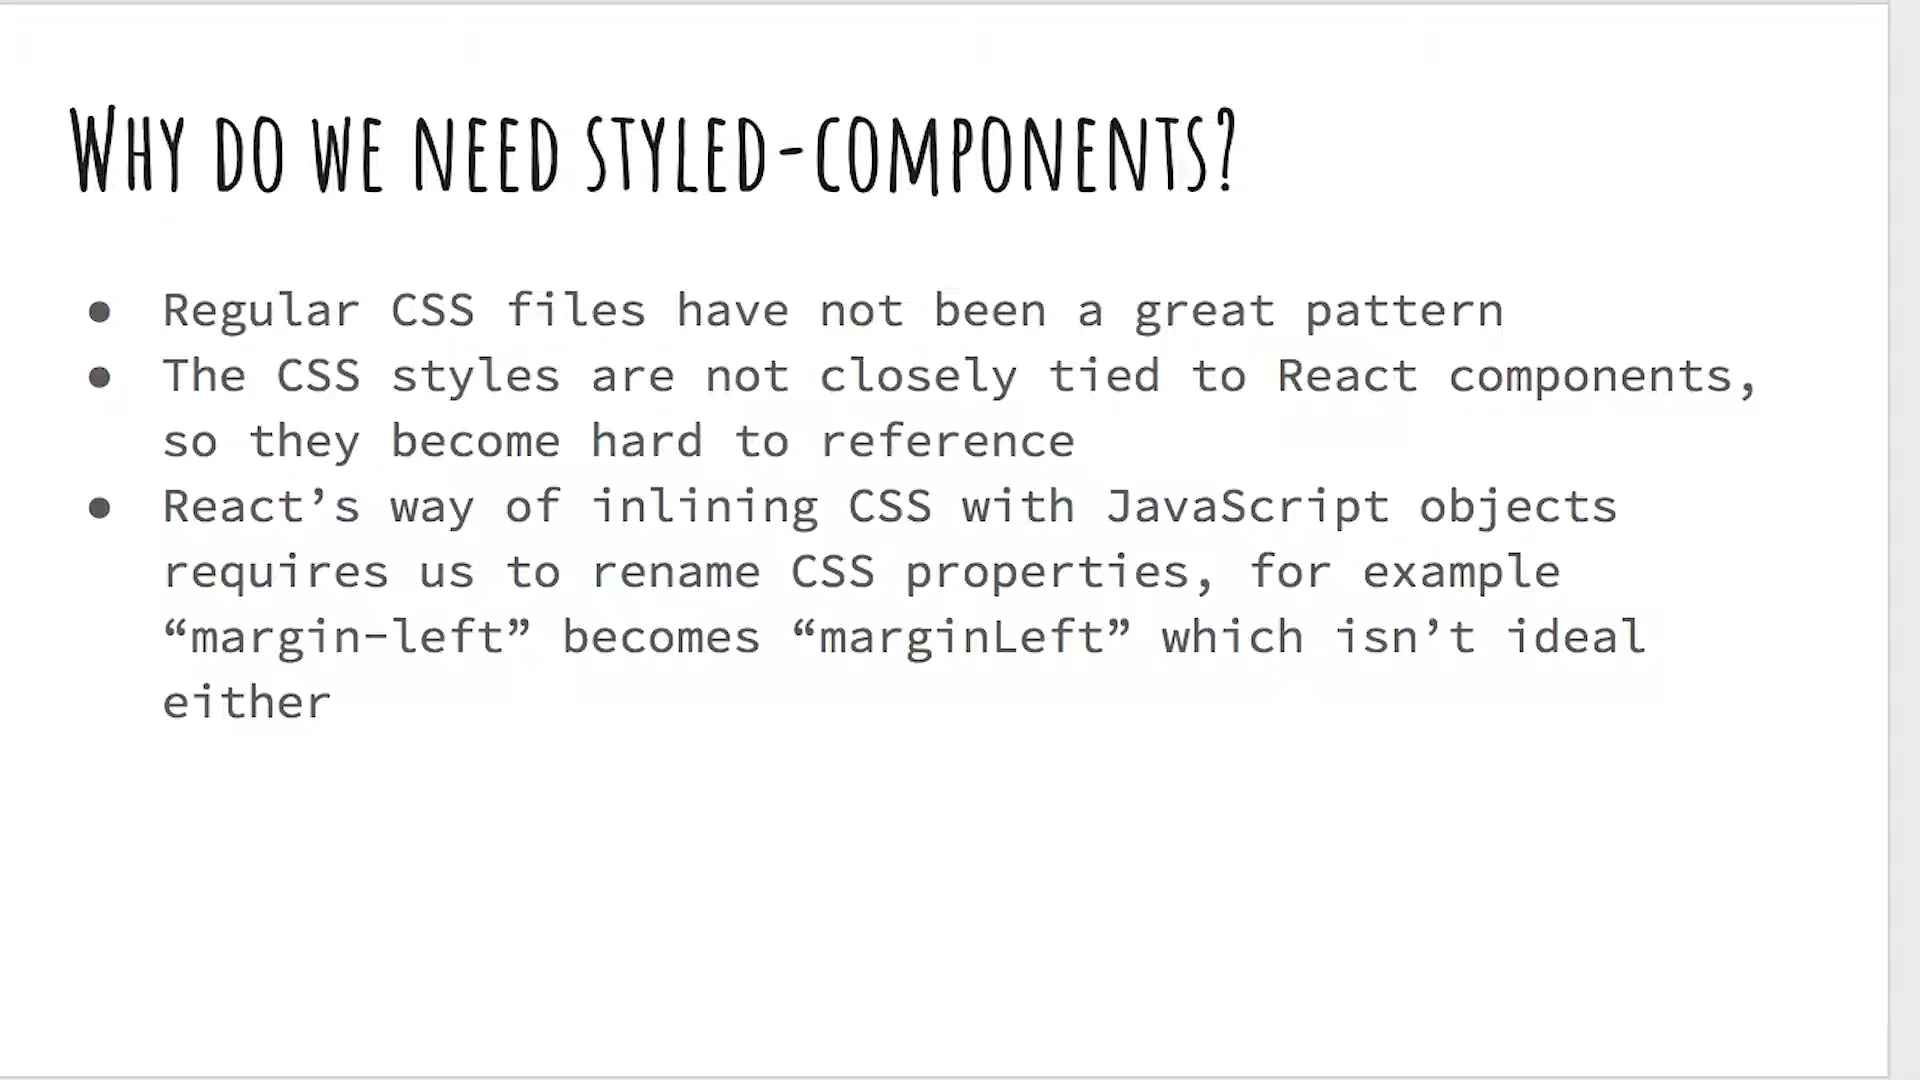 Why do we need styled-components?
● Regular CSS files have not been a great pattern
● The CSS styles are not closely tied to React components,
so they become hard to reference
● React’s way of inlining CSS with JavaScript objects
requires us to rename CSS properties, for example
“margin-left” becomes “marginLeft” which isn’t ideal
either